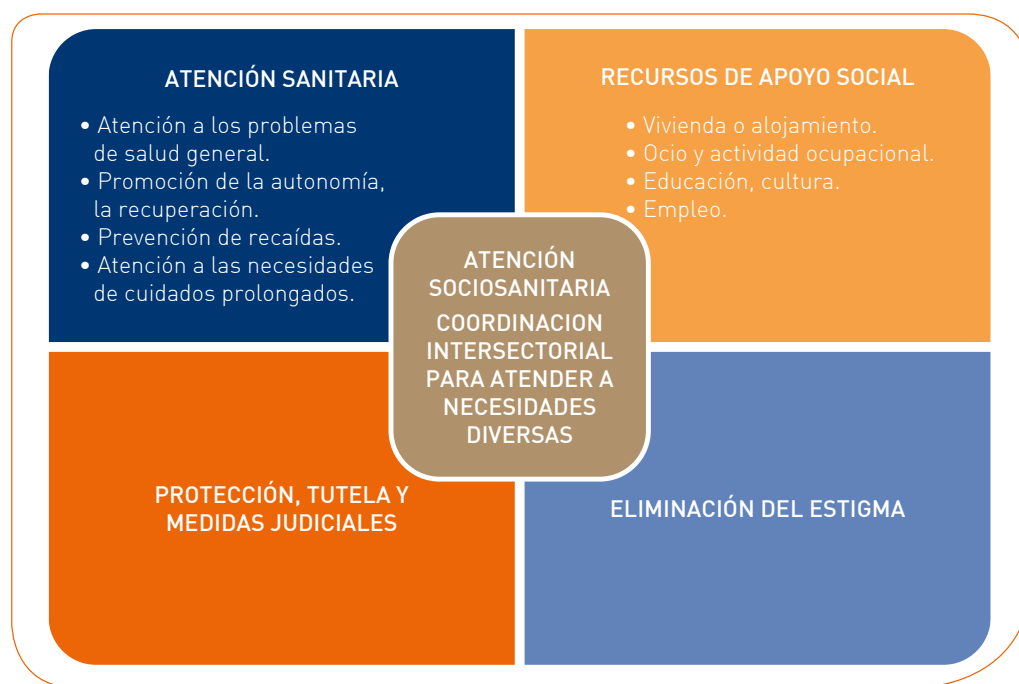 ATENCIÓN SANITARIA
• Atención a los problemas
de salud general.
• Promoción de la autonomía,
la recuperación.
• Prevención de recaídas.
• Atención a las necesidades
de cuidados prolongados.
RECURSOS DE APOYO SOCIAL
• Vivienda o alojamiento.
• Ocio y actividad ocupacional.
• Educación, cultura.
• Empleo.
ATENCIÓN
SOCIOSANITARIA
COORDINACION
INTERSECTORIAL
PARA ATENDER A
NECESIDADES
DIVERSAS
PROTECCIÓN, TUTELA Y
MEDIDAS JUDICIALES
ELIMINACIÓN DEL ESTIGMA